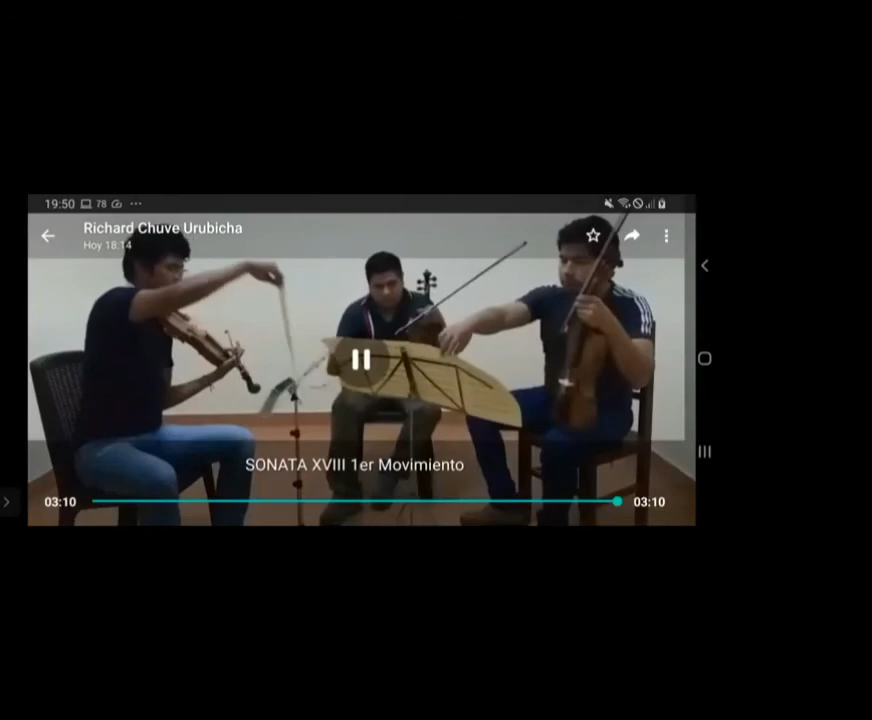 19:50 78
Richard Chuve Urubicha
Hoy 18:14
SONATA XVIII 1er Movimiento
03:10 03:10